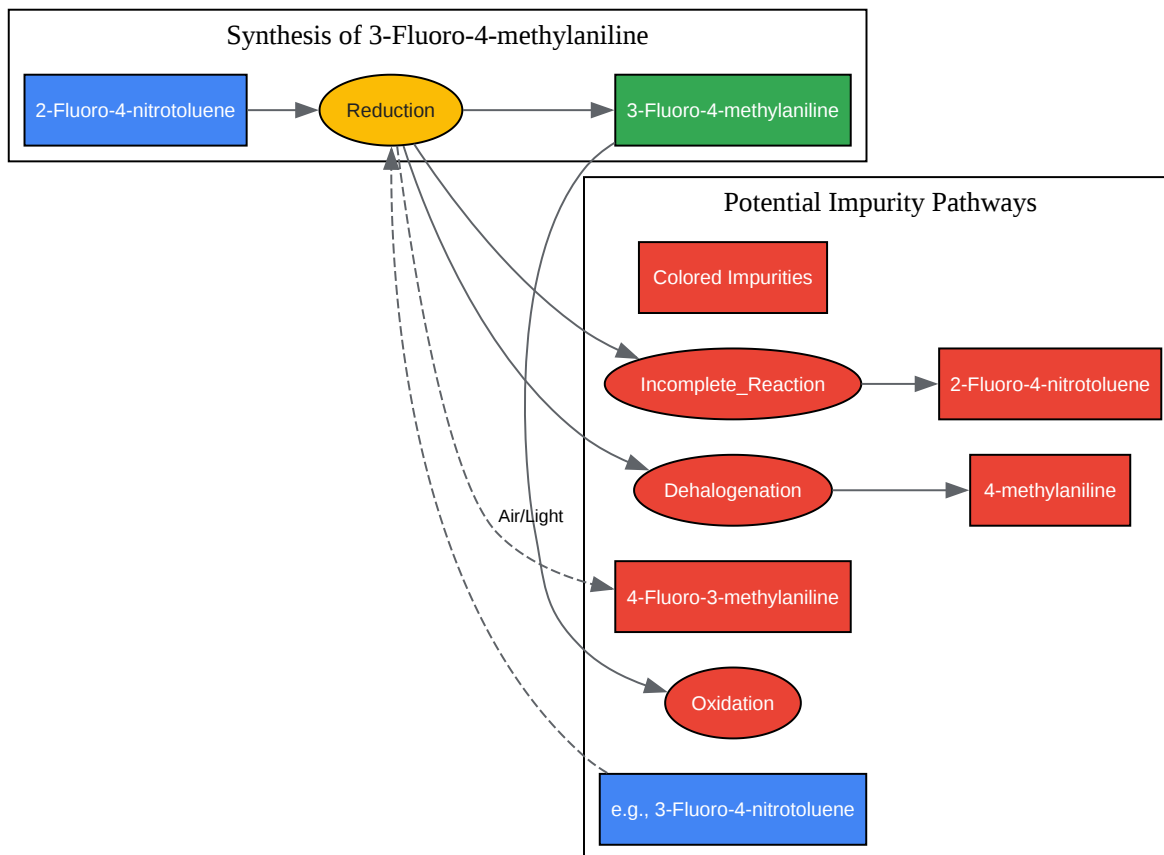 Synthesis of 3-Fluoro-4-methylaniline
2-Fluoro-4-nitrotoluene
Reduction
3-Fluoro-4-methylaniline
Potential Impurity Pathways
Colored Impurities
Incomplete_Reaction
2-Fluoro-4-nitrotoluene
Dehalogenation
4-methylaniline
Air/Light
4-Fluoro-3-methylaniline
Oxidation
e.g., 3-Fluoro-4-nitrotoluene